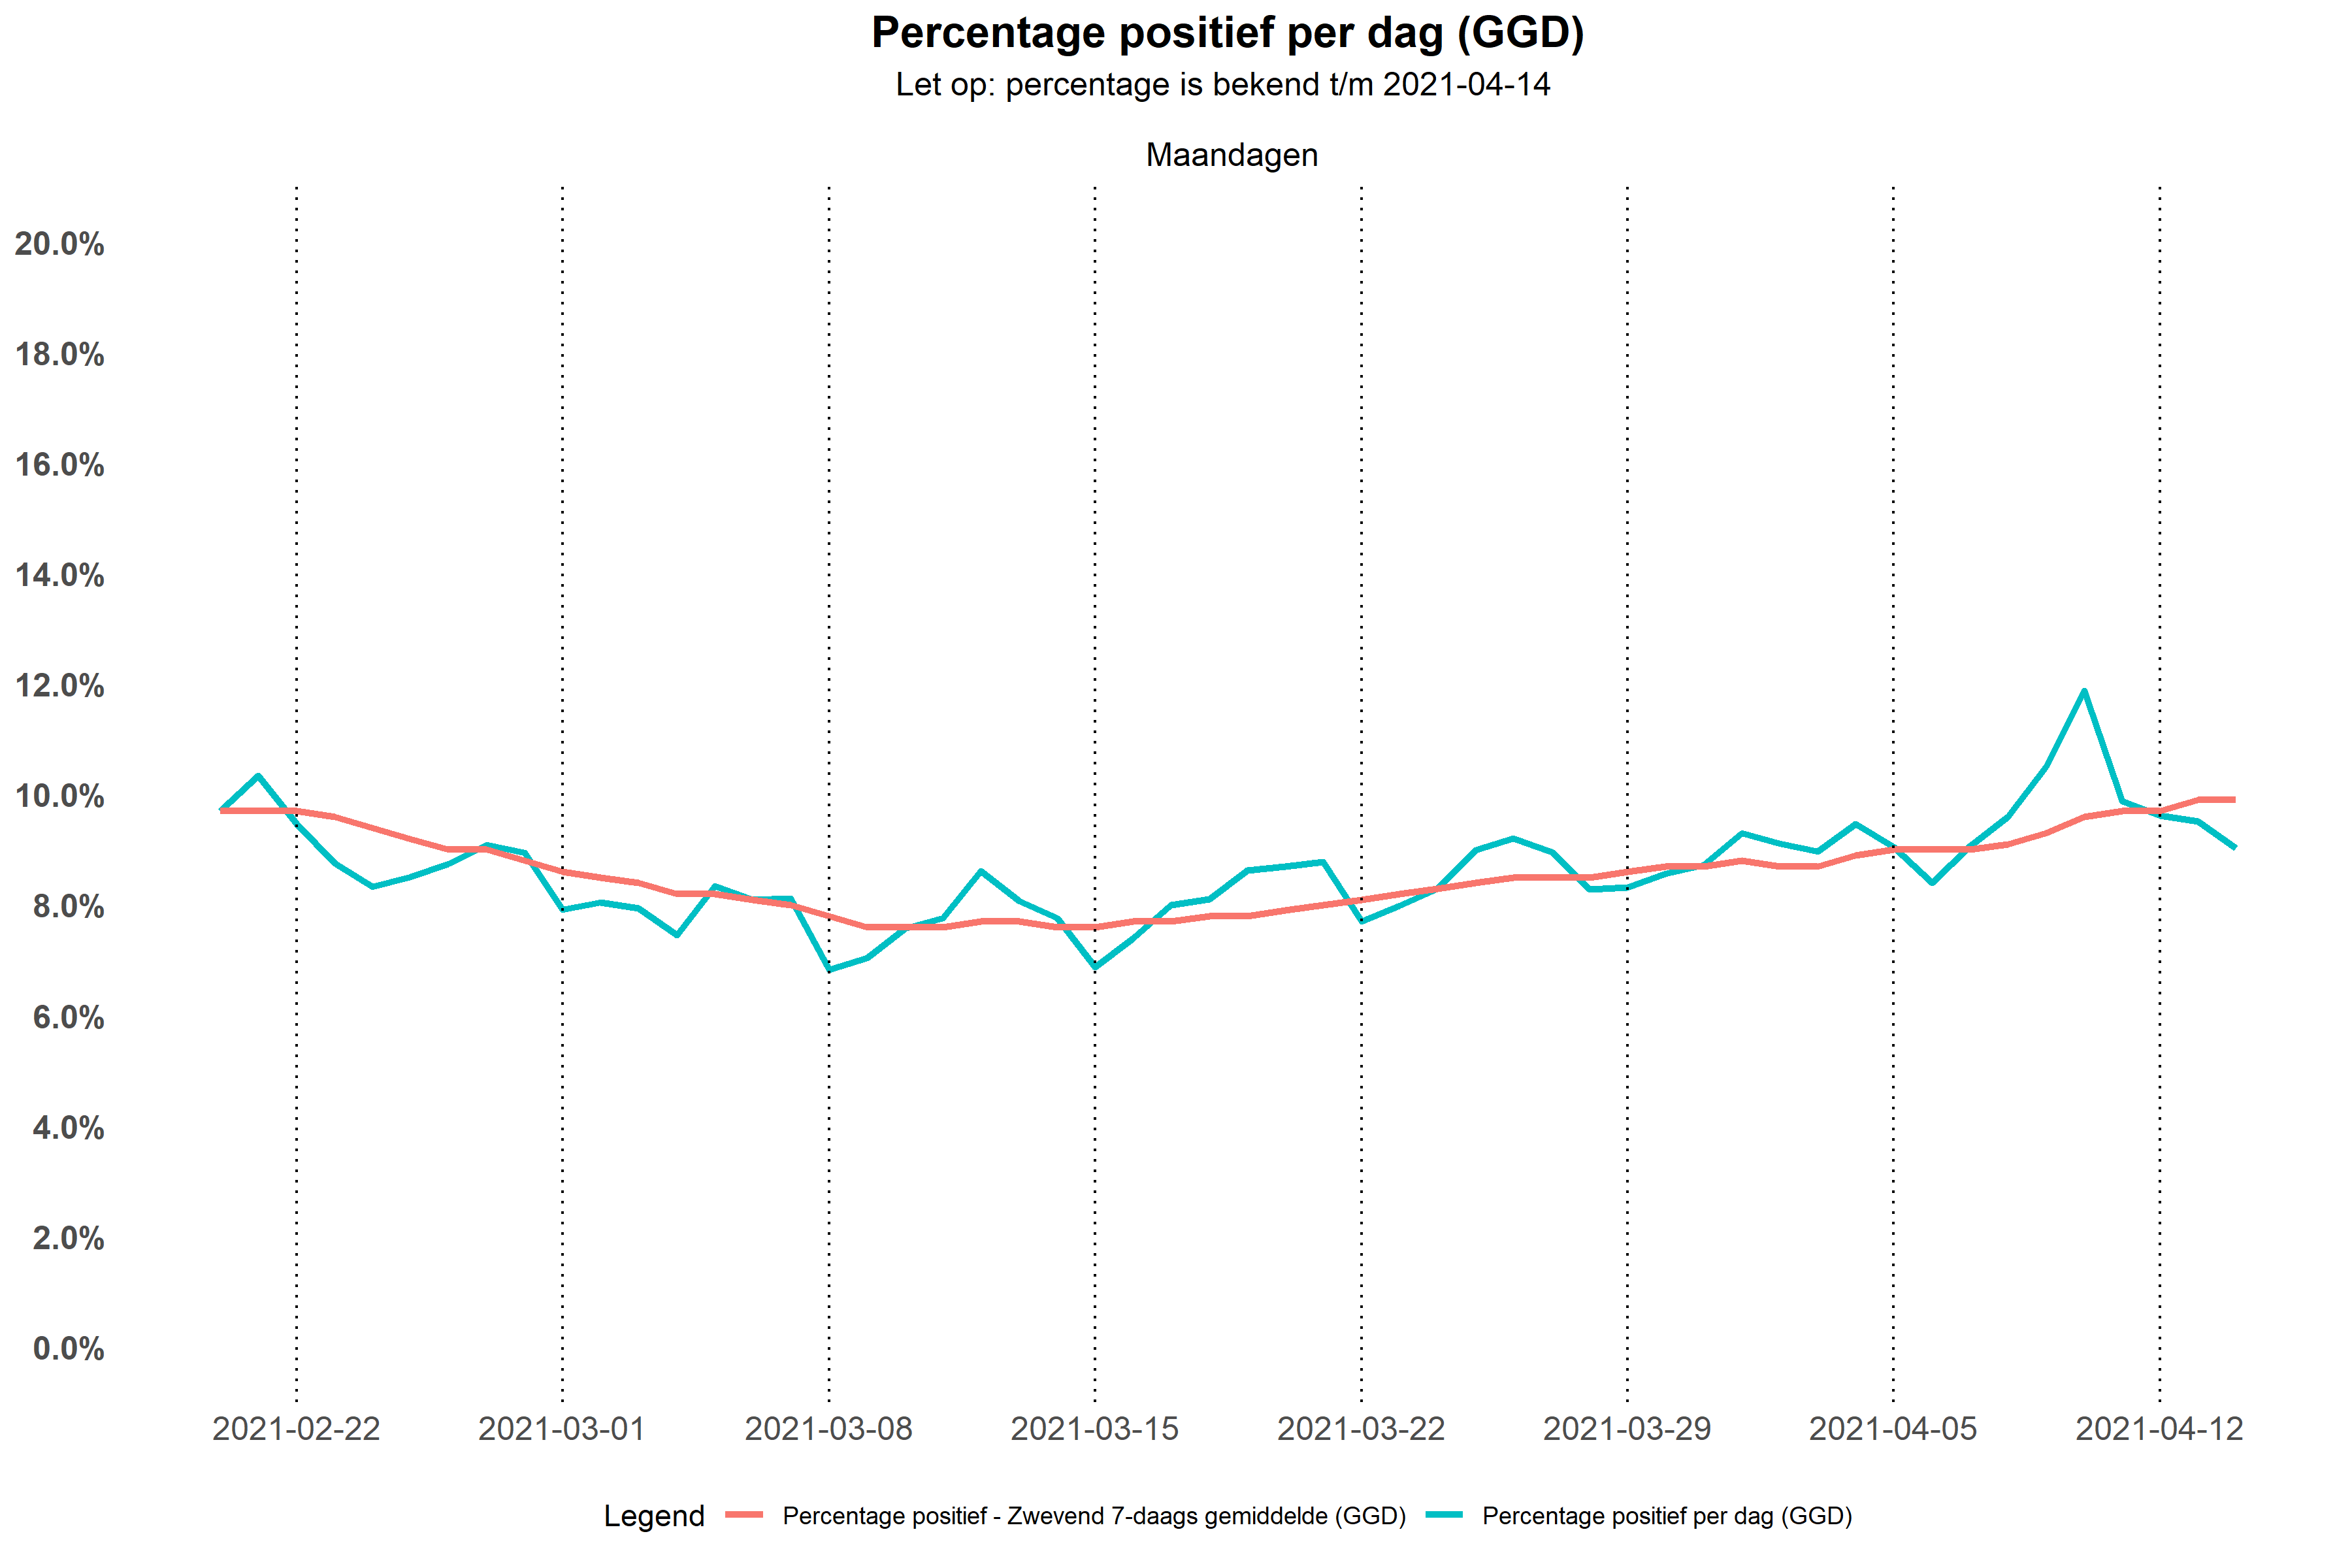 Percentage positief per dag (GGD)
Let op: percentage is bekend t/m 2021-04-14
Maandagen
20.0%
18.0%
16.0%
14.0%
12.0%
10.0%
8.0%
6.0%
4.0%
2.0%
0.0%
2021-02-22 2021-03-01 2021-03-08 2021-03-15 2021-03-22 2021-03-29 2021-04-05 2021-04-12
Legend Percentage positief - Zwevend 7-daags gemiddelde (GGD) Percentage positief per dag (GGD)